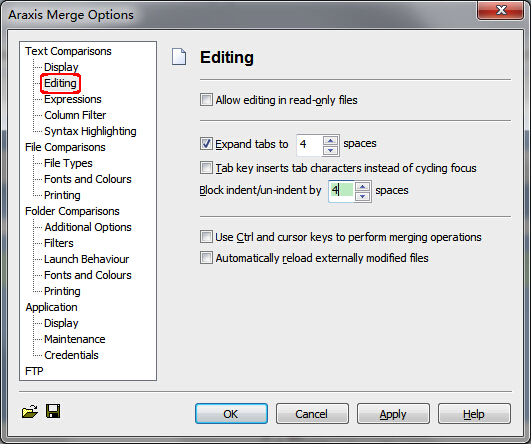 Araxis Merge Options
Text Comparisons
Display
Editing
Expressions
Column Filter
Syntax Highlighting
File Comparisons
File Types
Fonts and Colours
Printing
Folder Comparisons
Additional Options
Filters
Launch Behaviour
Fonts and Colours
Printing
Application
Display
Maintenance
Credentials
FTP
Editing
Allow editing in read-only files
Expand tabs to 4 spaces
Tab key inserts tab characters instead of cycling focus
Block indent/un-indent by 4 spaces
Use Ctrl and cursor keys to perform merging operations
Automatically reload externally modified files
OK Cancel Apply Help